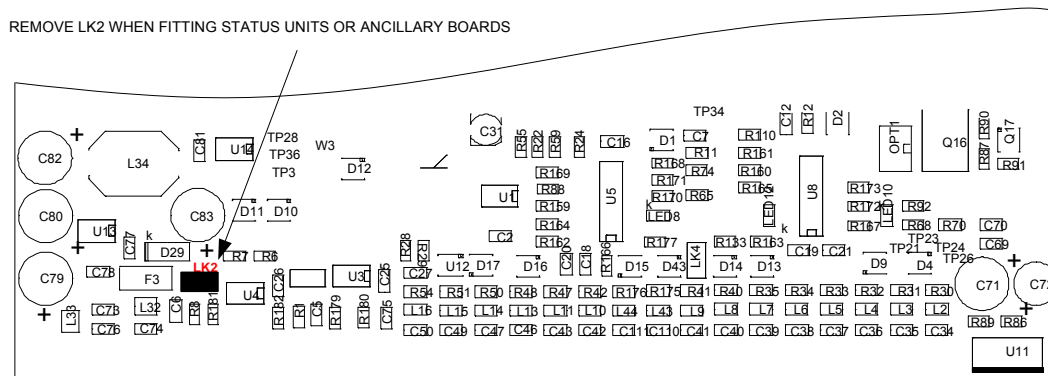 REMOVE LK2 WHEN FITTING STATUS UNITS OR ANCILLARY BOARDS
TP34
C82 L34 C81 U14 TP28 W3 C31 R55 R22 R59 R24 C16 D1 C7 R110 C12 R12 D2 OPT1 Q16 R90 Q17
TP36 D12 R168 R11 R161 R87 R91
TP3 R169 R171 R74 R160
C80 C83 D11 D10 U1 R88 U5 R170 R65 R165 U8 R173
R159 k LED8 R172 LED10 R92
U13 k R164 R68 R70 C70
C77 D29 R7 R6 R28 C2 R162 R166 R177 LK4 R133 R163 C19 C21 TP21 TP23 TP24 C69
LK2 U12 D17 D16 C20 C18 D15 D43 D14 D13 D9 D4 TP26
C79 C78 F3 U4 C26 U3 C25 C27 C71
R54 R51 R50 R48 R47 R42 R176 R175 R41 R40 R35 R34 R33 R32 R31 R30
L33 C73 L32 C6 R8 R181 R182 R1 C5 R179 R180 C75 L16 L15 L14 L13 L11 L10 L44 L43 L9 L8 L7 L6 L5 L4 L3 L2
C76 C74 C50 C49 C47 C46 C43 C42 C111 C110 C41 C40 C39 C38 C37 C36 C35 C34 R89 R86
U11